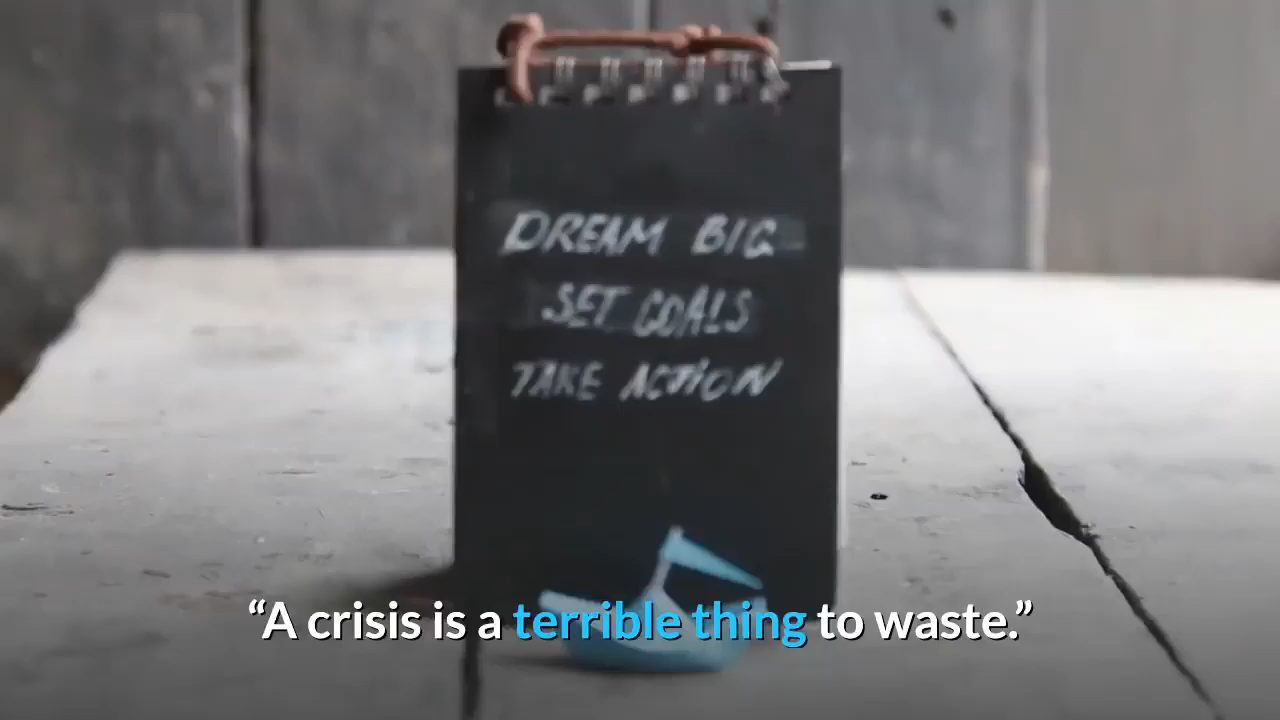 DREAM BIG
SET GOALS
TAKE ACTION
“A crisis is a terrible thing to waste.”